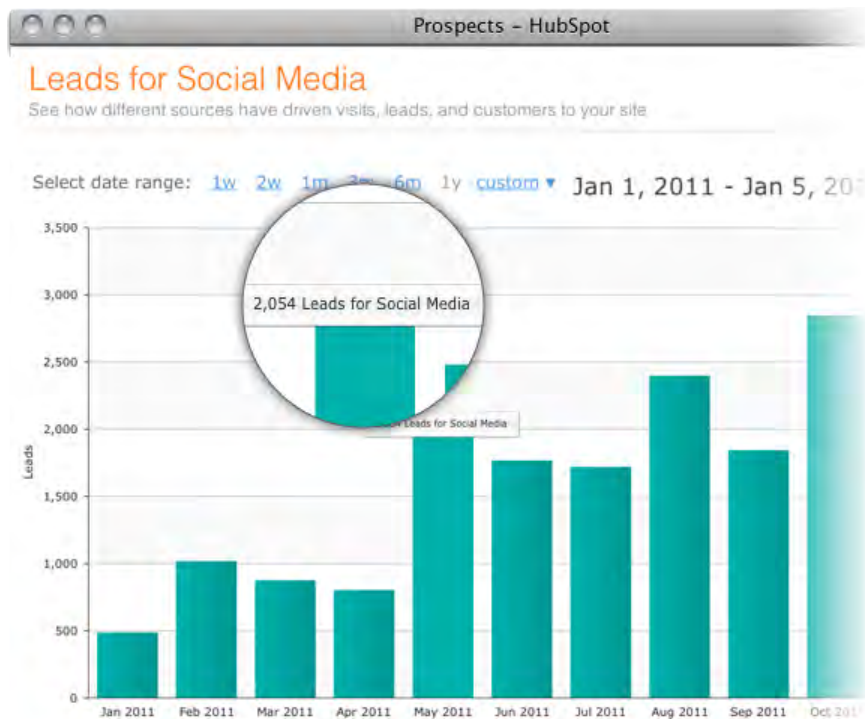 Prospects – HubSpot
Leads for Social Media
See how different sources have driven visits, leads, and customers to your site
Select date range: 1w 2w 1m 6m 1y custom ▾ Jan 1, 2011 - Jan 5,
3,500
3,000
2,054 Leads for Social Media
2,500
Leads for Social Media
2,000
Leads
1,500
1,000
500
0
Jan 2011 Feb 2011 Mar 2011 Apr 2011 May 2011 Jun 2011 Jul 2011 Aug 2011 Sep 2011 Oct